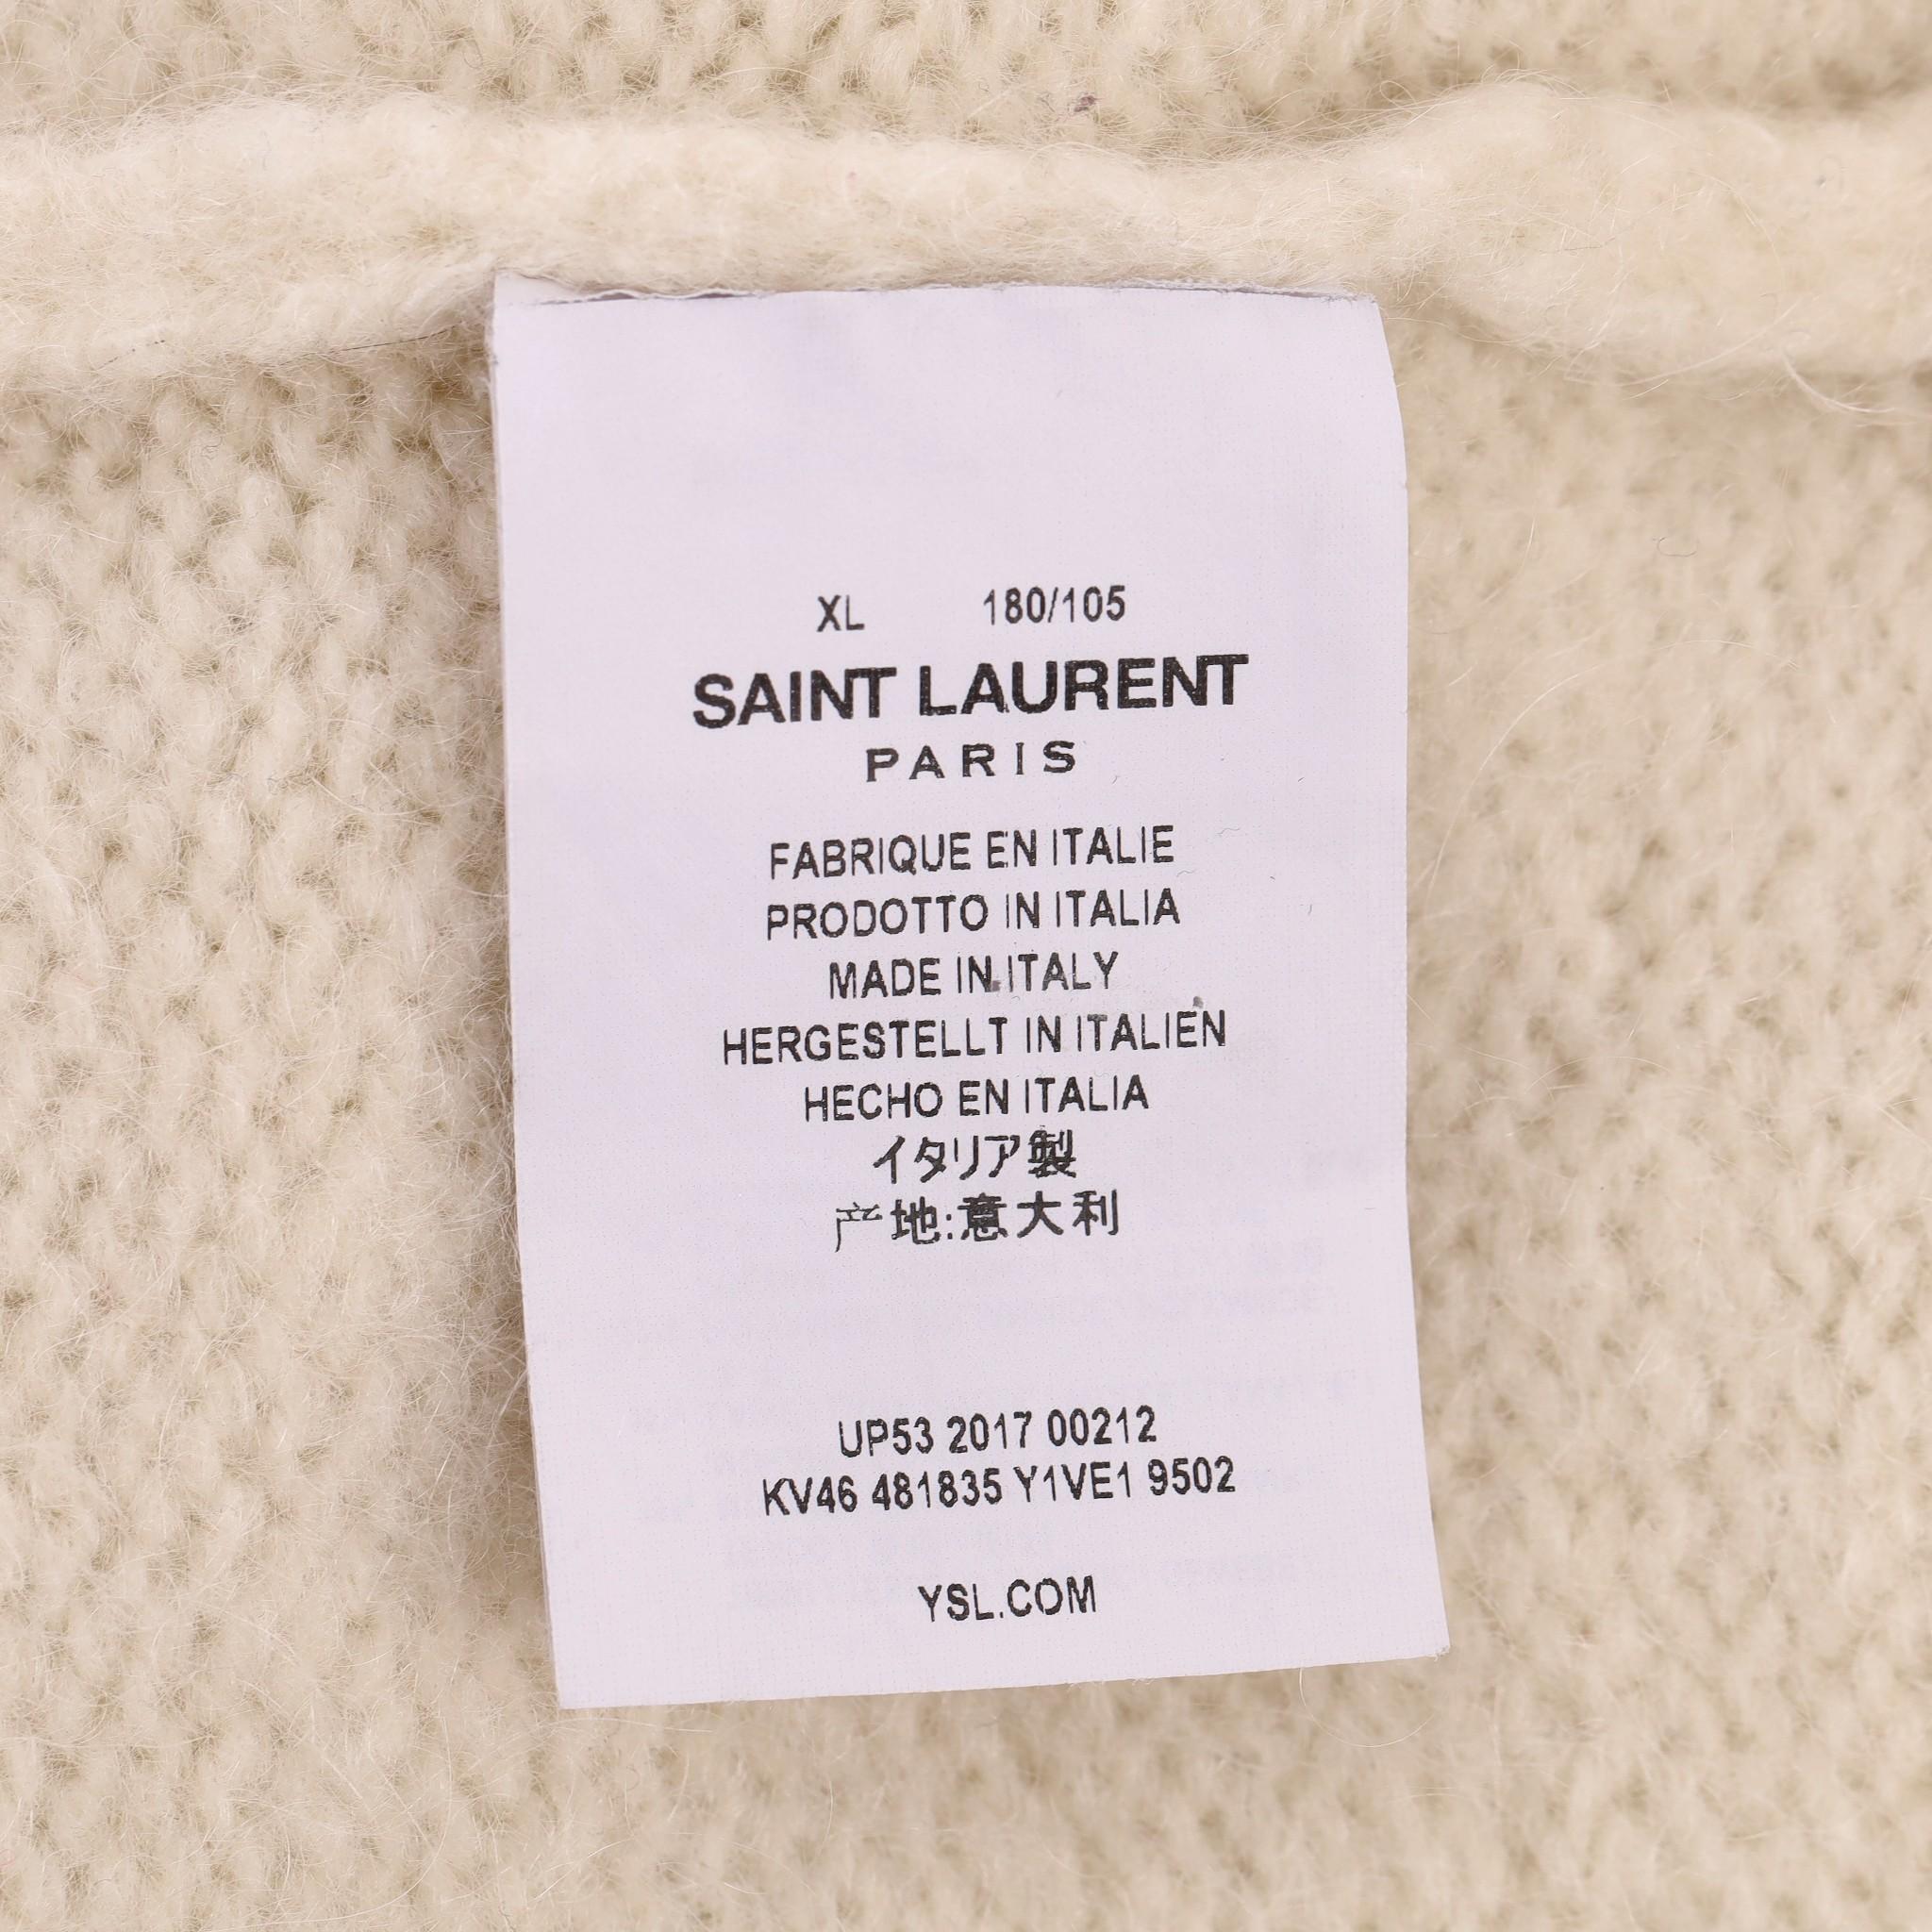 XL 180/105
SAINT LAURENT
PARIS
FABRIQUE EN ITALIE
PRODOTTO IN ITALIA
MADE IN ITALY
HERGESTELLT IN ITALIEN
HECHO EN ITALIA
イタリア製
产地:意大利
UP53 2017 00212
KV46 481835 Y1VE1 9502
YSL.COM